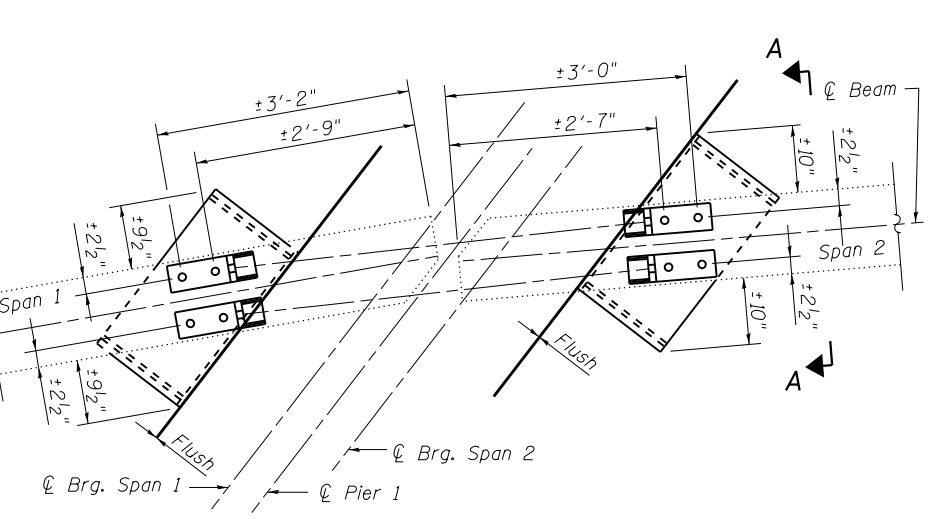 A
±3'-2"
±2'-9"
±3'-0"
±2'-7"
℄ Beam
±10"
±2½"
±9½"
±2½"
Span 1
Span 2
±2½"
±9½"
±10"
±2½"
Flush
Flush
A
℄ Brg. Span 2
℄ Brg. Span 1
℄ Pier 1